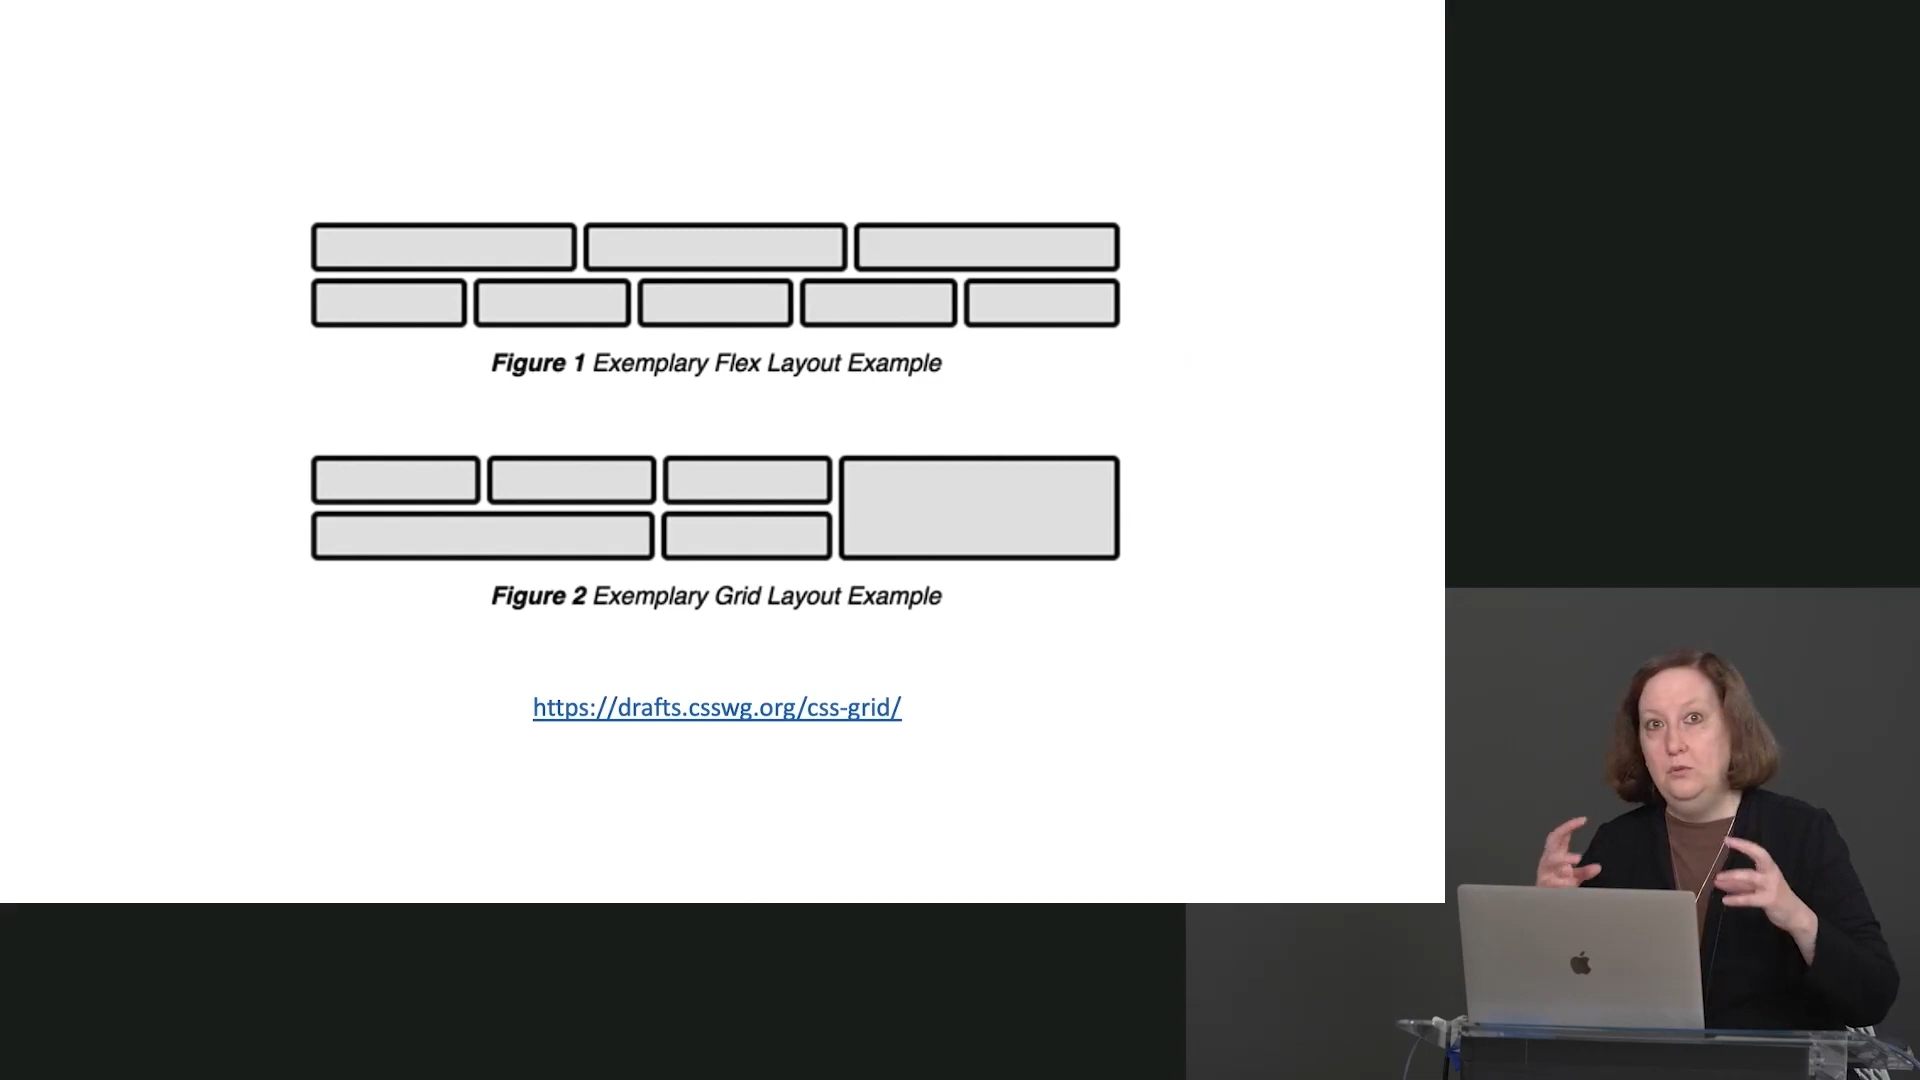 Figure 1 Exemplary Flex Layout Example
Figure 2 Exemplary Grid Layout Example
https://drafts.csswg.org/css-grid/